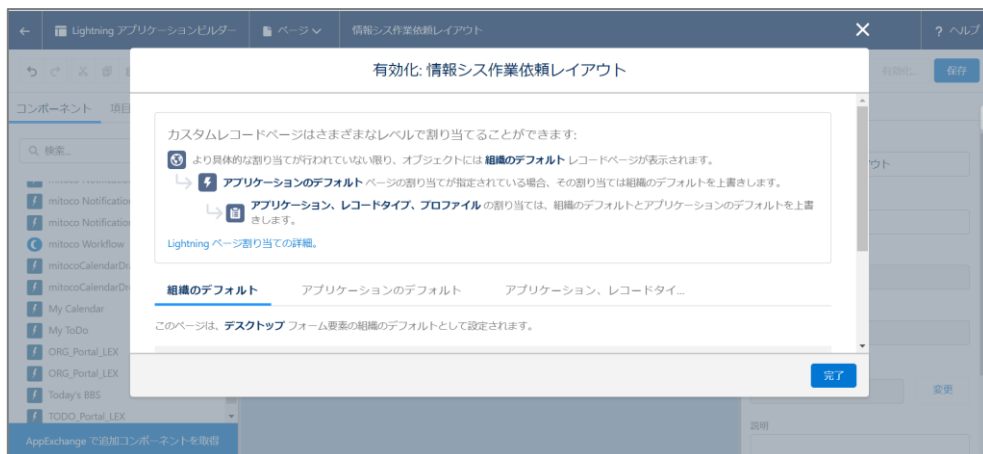 Lightning アプリケーションビルダー
ページ
情報シス作業依頼レイアウト
? ヘルプ
有効化: 情報シス作業依頼レイアウト
有効化...
保存
コンポーネント
項目
カスタムレコードページはさまざまなレベルで割り当てることができます:
検索...
より具体的な割り当てが行われていない限り、オブジェクトには 組織のデフォルト レコードページが表示されます。
アプリケーションのデフォルト ページの割り当てが指定されている場合、その割り当ては組織のデフォルトを上書きします。
アプリケーション、レコードタイプ、プロファイル の割り当ては、組織のデフォルトとアプリケーションのデフォルトを上書
きします。
Lightning ページ割り当ての詳細。
mitoco Notification
mitoco Notification
mitoco Workflow
mitocoCalendarDr
mitocoCalendarDr
My Calendar
My ToDo
ORG_Portal_LEX
ORG_Portal_LEX
Today's BBS
TODO_Portal_LEX
組織のデフォルト
アプリケーションのデフォルト
アプリケーション、レコードタイ...
このページは、デスクトップ フォーム要素の組織のデフォルトとして設定されます。
完了
変更
説明
AppExchange で追加コンポーネントを取得